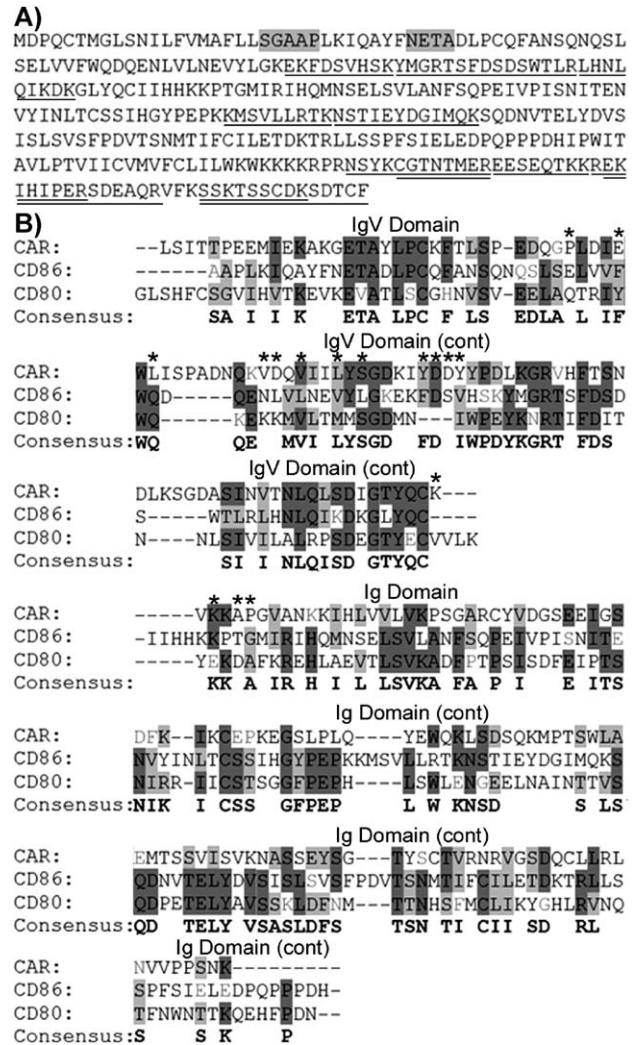 A)
MDPQCTMGLSNILFVMAFLLSGAAPLKIQAYFNETADLPCQFANSQNQSL
SELVVFWQDQENLVLNEVYLGKEKFDSVHSKYMGRTSFDSDSWTLRLHNL
QIKDKGLYQCIIHHKKPTGMIRIHQMNSELSVLANFSQPEIVPISNITEN
VYINLTCSSIHGYPEPKKMSVLLRTKNSTIEYDGIMQKSQDNVTELYDVS
ISLSVSFPDVTSNMTIFCILETDKTRLLSSPFSIELEDPQPPPDHIPWIT
AVLPTVIICVMVFCLILWKWKKKKRPRNSYKCGTNTMEREESEQTKKREK
IHIPERSDEAQRVFKSSKTSSCDKSDTCF
B)
IgV Domain
* *
CAR: --LSITTPEEMIEKAKGETAYLPCKFTLSP-EDQGPLDIE
CD86: ------AAPLKIQAYFNETADLPCQFANSQNQSLSELVVF
CD80: GLSHFCSGVIHVTKEVKEVATLSCGHNVSV-EELAQTRIY
Consensus: SA I I K ETA LPC F LS EDLA L IF
IgV Domain (cont)
* ** * * * ** **
CAR: WLISPADNQKVDQVIILYSGDKIYDDYYPDLKGRVHFTSN
CD86: WQD-----QENLVLNEVYLGKEKFDSVHSKYMGRTSFDSD
CD80: WQ------KEKKMVLTMMSGDMN---IWPEYKNRTIFDIT
Consensus: WQ QE MVI LYSGD FD IWPDYKGRT FDS
IgV Domain (cont)
*
CAR: DLKSGDASINVTNLQLSDIGTYQCK---
CD86: S-----WTLRLHNLQIKDKGLYQC----
CD80: N----NLSIVILALRPSDEGTYECVVLK
Consensus: SI I NLQISD GTYQC
Ig Domain
* **
CAR: -----VKKAPGVANKKIHLVVLVKPSGARCYVDGSEEIGS
CD86: -IIHHKKPTGMIRIHQMNSELSVLANFSQPEIVPISNITE
CD80: -----YEKDAFKREHLAEVTLSVKADFPTPSISDFEIPTS
Consensus: KK A IR H I L LSVKA FA P I E ITS
Ig Domain (cont)
CAR: DFK--IKCEPKEGSLPLQ----YEWQKLSDSQKMPTSWLA
CD86: NVYINLTCSSIHGYPEPKKMSVLLRTKNSTIEYDGIMQKS
CD80: NIRR-IICSTSGGFPEPH----LSWLENGEELNAINTTVS
Consensus: NIK I CSS GFPEP L W KNSD S LS
Ig Domain (cont)
CAR: EMTSSVISVKNASSEYSG---TYSCTVRNRVGSDQCLLRL
CD86: QDNVTELYDVSISLSVSFPDVTSNMTIFCILETDKTRLLS
CD80: QDPETELYAVSSKLDFNM---TTNHSFMCLIKYGHLRVNQ
Consensus: QD TELY VSASLDFS TSN TI CII SD RL
Ig Domain (cont)
CAR: NVVPPSNK---------
CD86: SPFSIELEDPQPPPDH-
CD80: TFNWNTTKQEHFPDN--
Consensus: S S K P